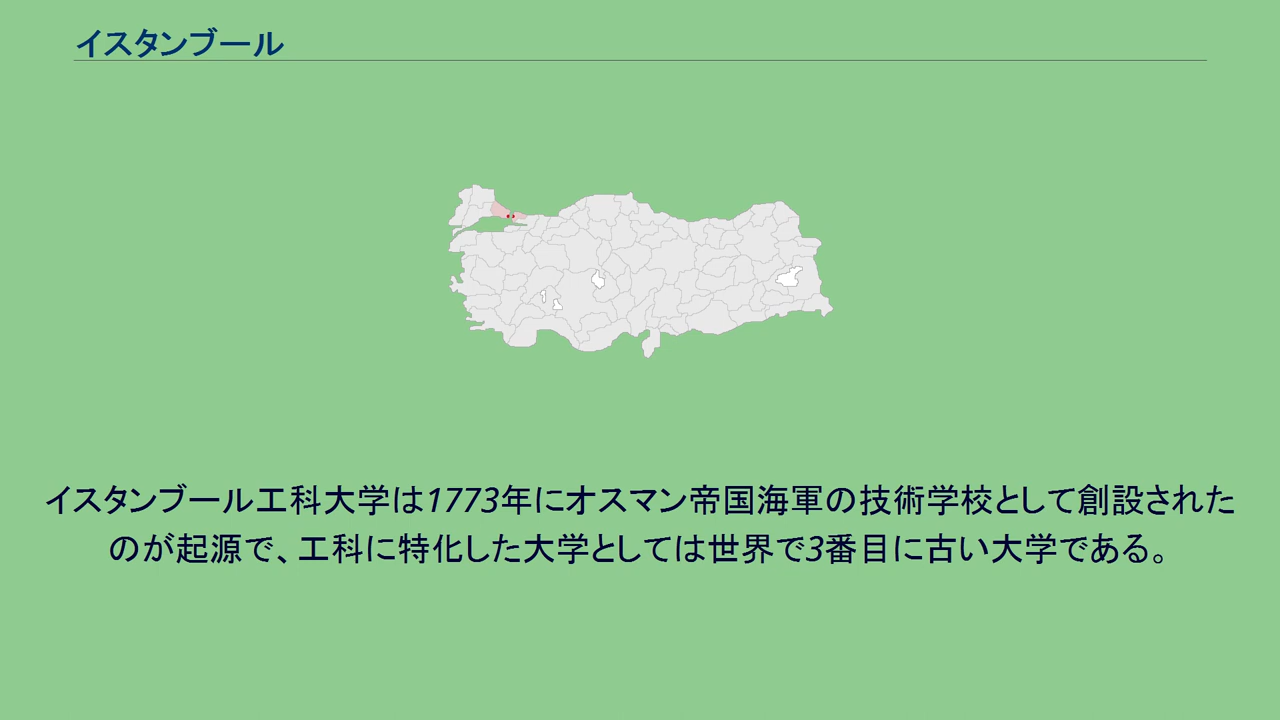 イスタンブール
イスタンブール工科大学は1773年にオスマン帝国海軍の技術学校として創設された
のが起源で、工科に特化した大学としては世界で3番目に古い大学である。